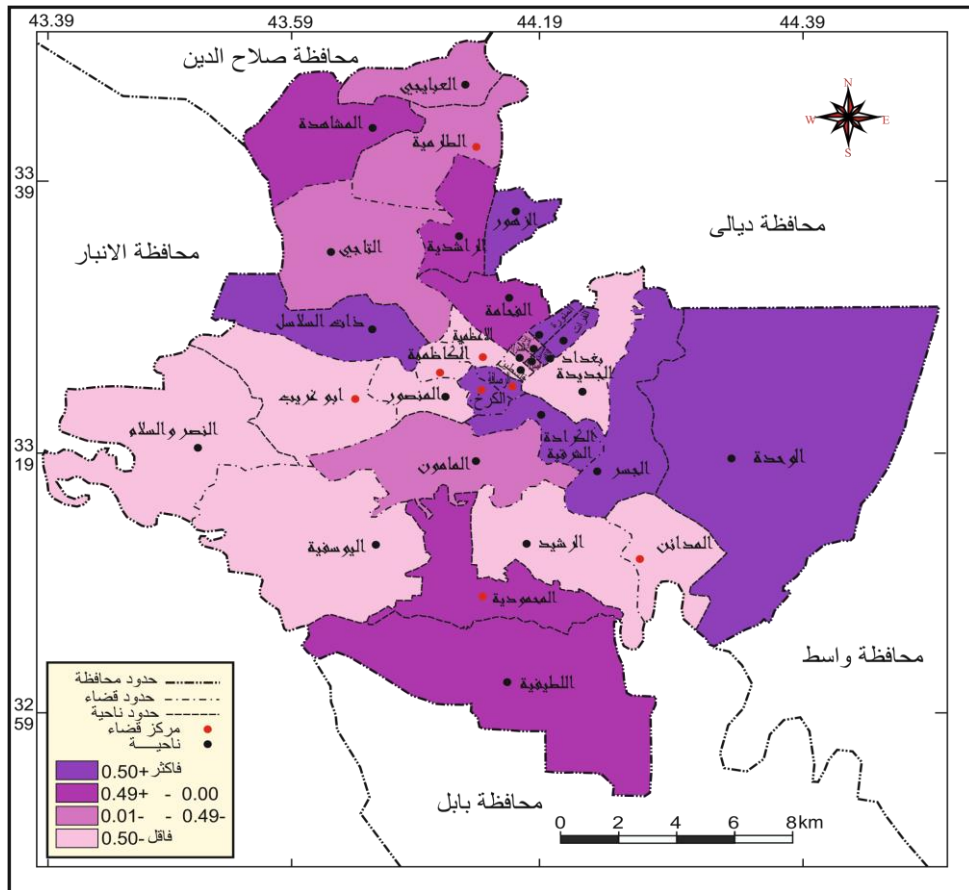 43.39
43.59
44.19
44.39
محافظة صلاح الدين
العبايجي
المشاهدة
الطارمية
N
W
E
S
33
39
الزهور
محافظة ديالى
الراشدية
التاجي
محافظة الانبار
الفحامة
ذات السلاسل
الاعظمية
الكاظمية
بغداد
الجديدة
المنصور
ابو غريب
الكرخ
النصر والسلام
الكرادة
الشرقية
33
19
المامون
الجسر
الوحدة
اليوسفية
الرشيد
المدائن
المحمودية
محافظة واسط
اللطيفية
32
59
حدود محافظة
حدود قضاء
حدود ناحية
مركز قضاء
ناحيـــة
0.50+ فاكثر
0.49+ - 0.00
0.01- - 0.49-
0.50- فاقل
محافظة بابل
0 2 4 6 8km